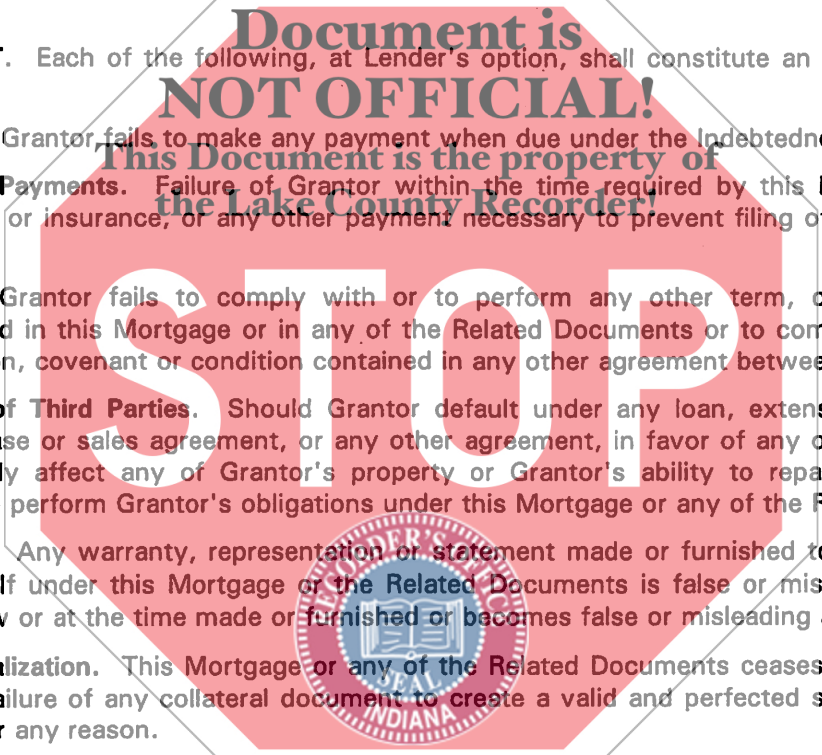 Document is
. Each of the following, at Lender's option, shall constitute an
NOT OFFICIAL!
Grantor fails to make any payment when due under the Indebtedn
This Document is the property of
Payments. Failure of Grantor within the time required by this
the Lake County Recorder!
or insurance, or any other payment necessary to prevent filing o
Grantor fails to comply with or to perform any other term,
d in this Mortgage or in any of the Related Documents or to com
n, covenant or condition contained in any other agreement betwee
STOP
of Third Parties. Should Grantor default under any loan, extens
se or sales agreement, or any other agreement, in favor of any
ly affect any of Grantor's property or Grantor's ability to repa
perform Grantor's obligations under this Mortgage or any of the
Any warranty, representation or statement made or furnished t
lf under this Mortgage or the Related Documents is false or mis
or at the time made or furnished or becomes false or misleading
RECORDER'S OFFICE
SEAL
INDIANA
lization. This Mortgage or any of the Related Documents ceases
ailure of any collateral document to create a valid and perfected s
r any reason.